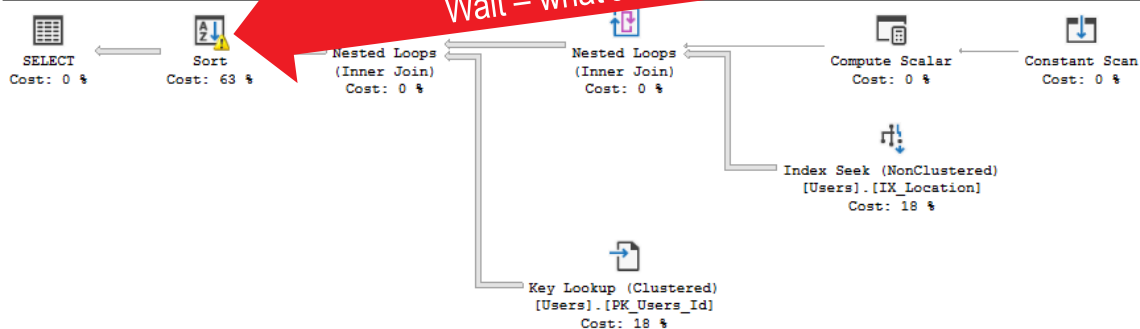 Wait – what
SELECT
Cost: 0 %
Sort
Cost: 63 %
Nested Loops
(Inner Join)
Cost: 0 %
Nested Loops
(Inner Join)
Cost: 0 %
Compute Scalar
Cost: 0 %
Constant Scan
Cost: 0 %
Index Seek (NonClustered)
[Users].[IX_Location]
Cost: 18 %
Key Lookup (Clustered)
[Users].[PK_Users_Id]
Cost: 18 %